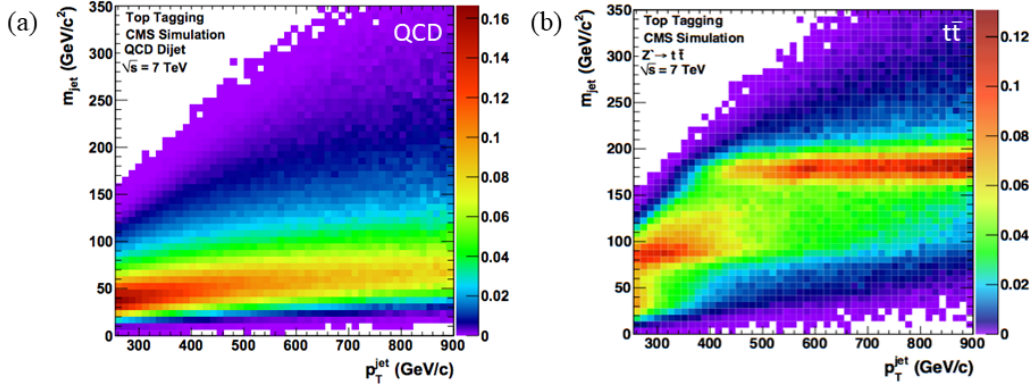 (a)
350
300
250
200
150
100
50
0
m_jet (GeV/c²)
Top Tagging
CMS Simulation
QCD Dijet
√s = 7 TeV
QCD
0.16
0.14
0.12
0.1
0.08
0.06
0.04
0.02
0
300 400 500 600 700 800 900
p_T^jet (GeV/c)
(b)
350
300
250
200
150
100
50
0
m_jet (GeV/c²)
Top Tagging
CMS Simulation
Z`→ tt̄
√s = 7 TeV
tt̄
0.12
0.1
0.08
0.06
0.04
0.02
0
300 400 500 600 700 800 900
p_T^jet (GeV/c)